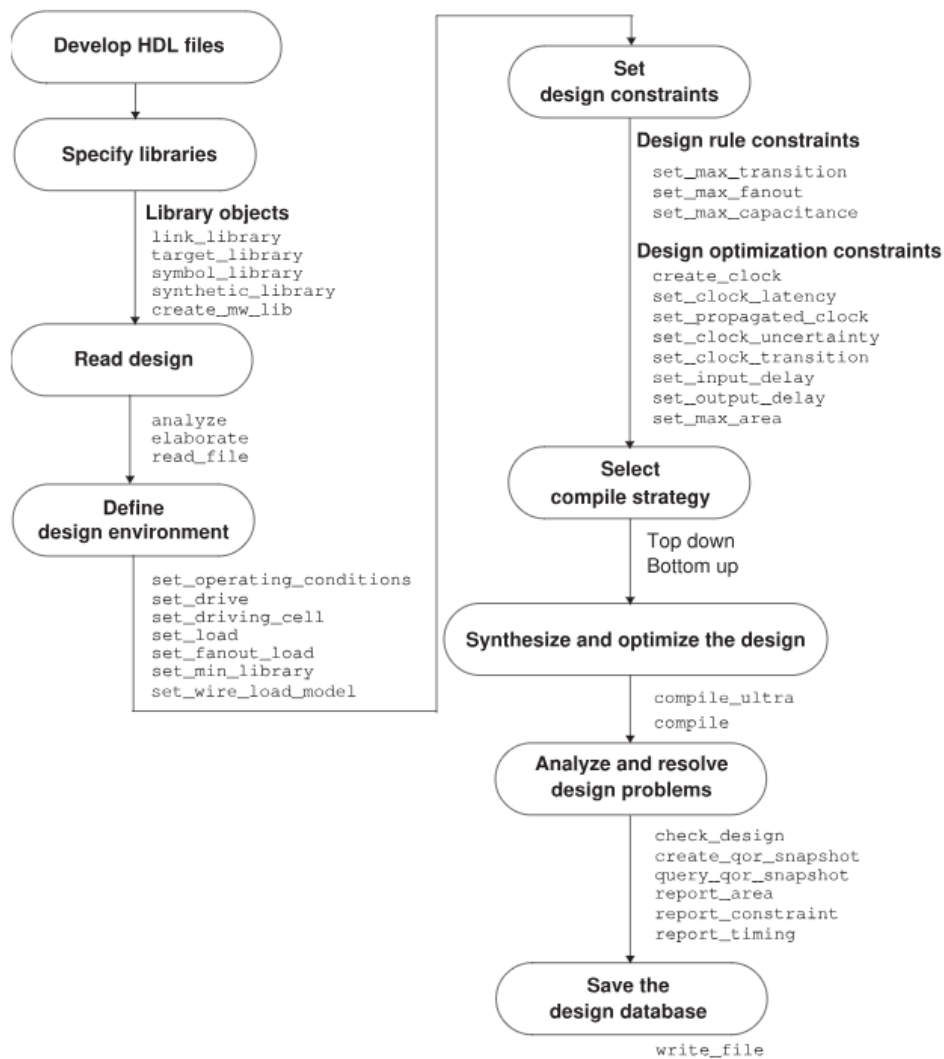 Develop HDL files
Specify libraries
Library objects
link_library
target_library
symbol_library
synthetic_library
create_mw_lib
Read design
analyze
elaborate
read_file
Define
design environment
set_operating_conditions
set_drive
set_driving_cell
set_load
set_fanout_load
set_min_library
set_wire_load_model
Set
design constraints
Design rule constraints
set_max_transition
set_max_fanout
set_max_capacitance
Design optimization constraints
create_clock
set_clock_latency
set_propagated_clock
set_clock_uncertainty
set_clock_transition
set_input_delay
set_output_delay
set_max_area
Select
compile strategy
Top down
Bottom up
Synthesize and optimize the design
compile_ultra
compile
Analyze and resolve
design problems
check_design
create_qor_snapshot
query_qor_snapshot
report_area
report_constraint
report_timing
Save the
design database
write_file